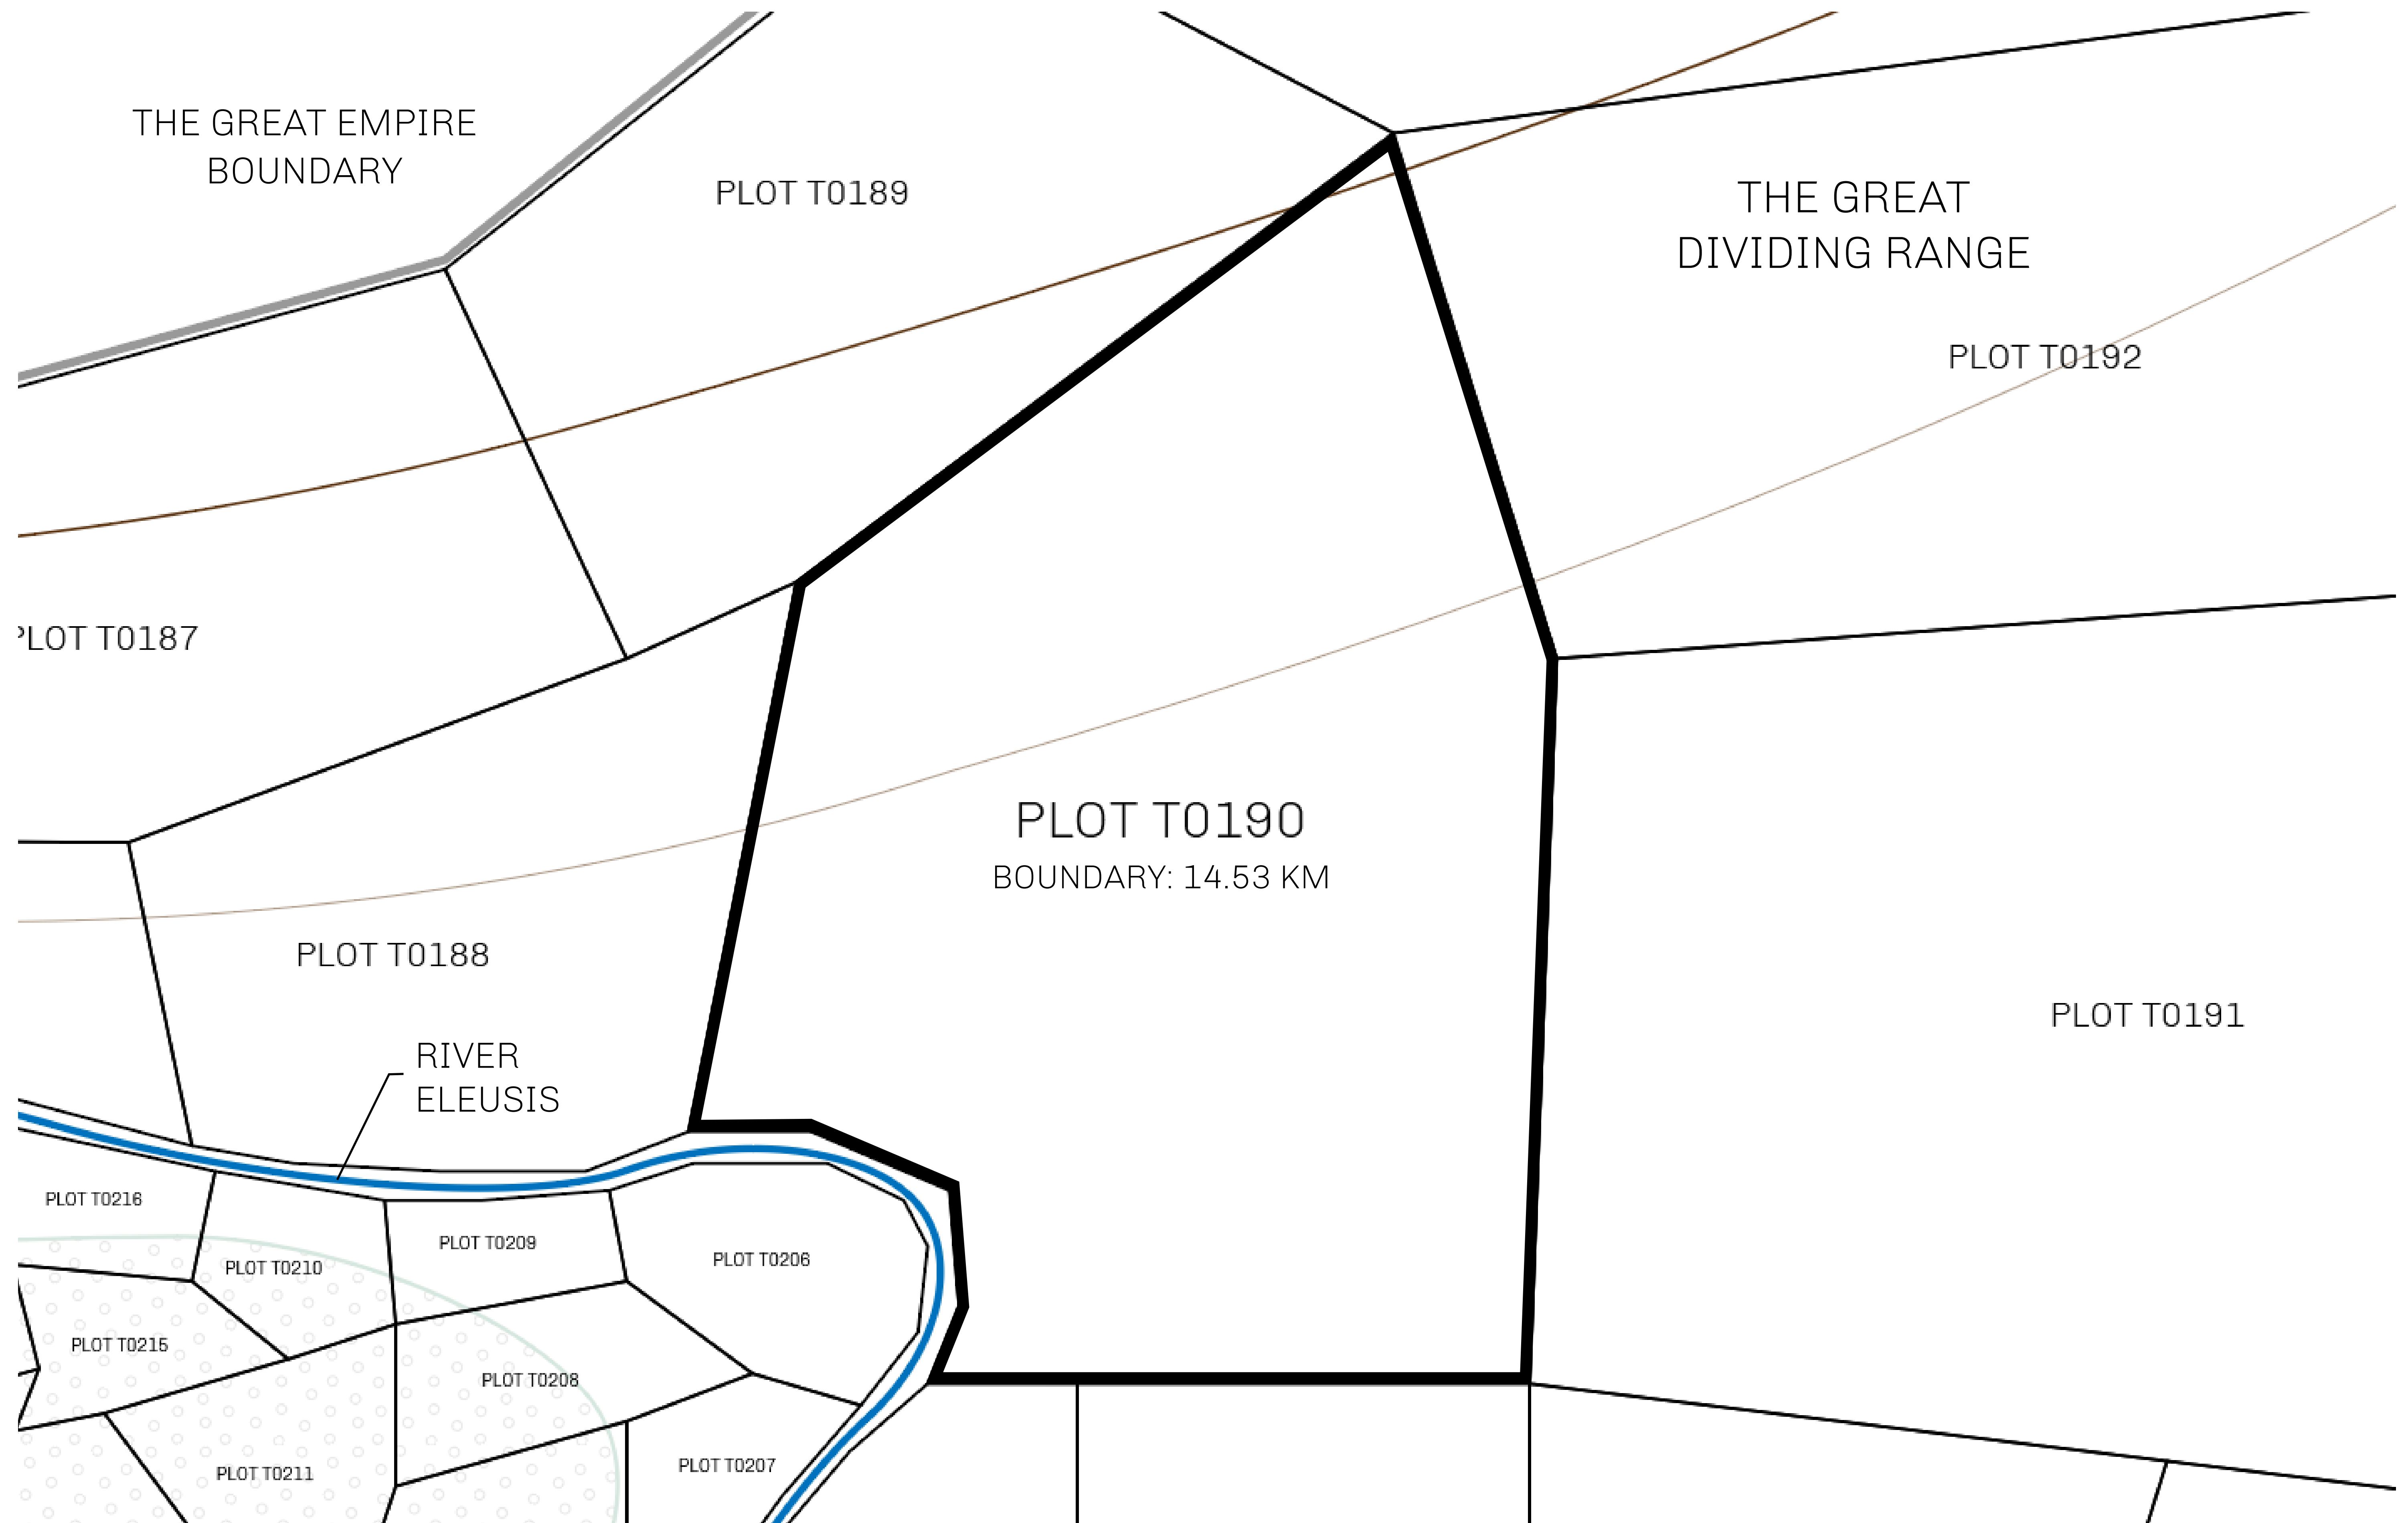 THE GREAT EMPIRE
BOUNDARY
PLOT T0189
THE GREAT
DIVIDING RANGE
PLOT T0192
PLOT T0187
PLOT T0190
BOUNDARY: 14.53 KM
PLOT T0188
PLOT T0191
RIVER
ELEUSIS
PLOT T0216
PLOT T0209
PLOT T0206
PLOT T0210
PLOT T0215
PLOT T0208
PLOT T0207
PLOT T0211